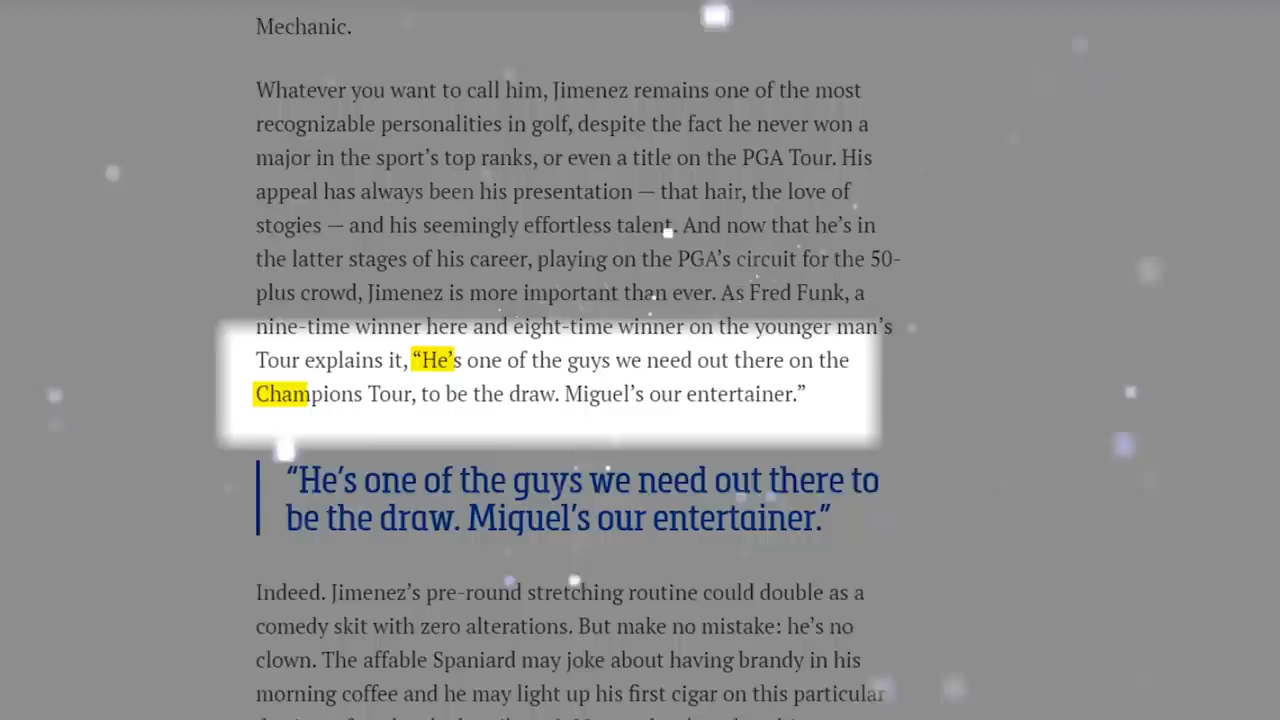 Mechanic.
Whatever you want to call him, Jimenez remains one of the most
recognizable personalities in golf, despite the fact he never won a
major in the sport’s top ranks, or even a title on the PGA Tour. His
appeal has always been his presentation — that hair, the love of
stogies — and his seemingly effortless talent. And now that he’s in
the latter stages of his career, playing on the PGA’s circuit for the 50-
plus crowd, Jimenez is more important than ever. As Fred Funk, a
nine-time winner here and eight-time winner on the younger man’s
Tour explains it, “He’s one of the guys we need out there on the
Champions Tour, to be the draw. Miguel’s our entertainer.”
“He’s one of the guys we need out there to
be the draw. Miguel’s our entertainer.”
Indeed. Jimenez’s pre-round stretching routine could double as a
comedy skit with zero alterations. But make no mistake: he’s no
clown. The affable Spaniard may joke about having brandy in his
morning coffee and he may light up his first cigar on this particular